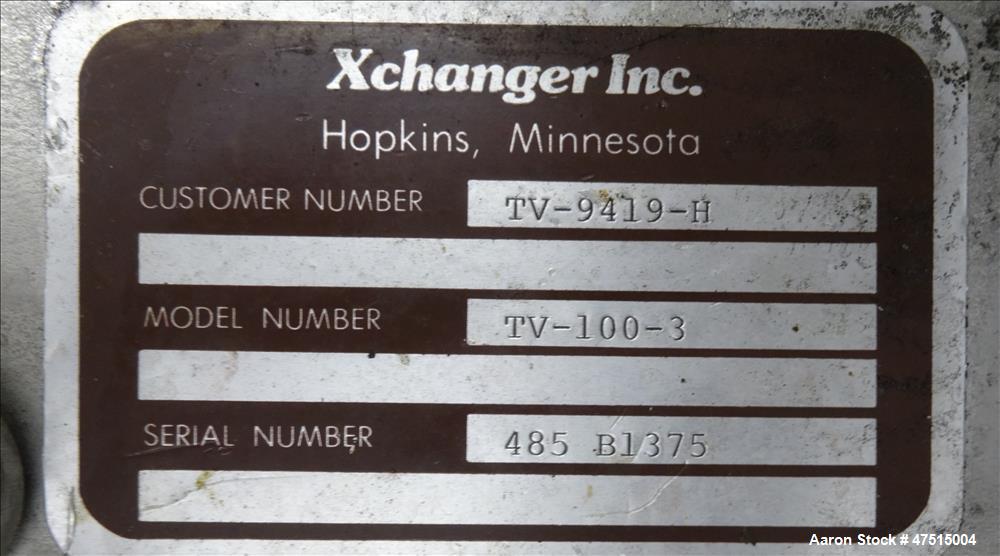 Xchanger Inc.
Hopkins, Minnesota
CUSTOMER NUMBER TV-9419-H
MODEL NUMBER TV-100-3
SERIAL NUMBER 485 B1375
Aaron Stock # 47515004